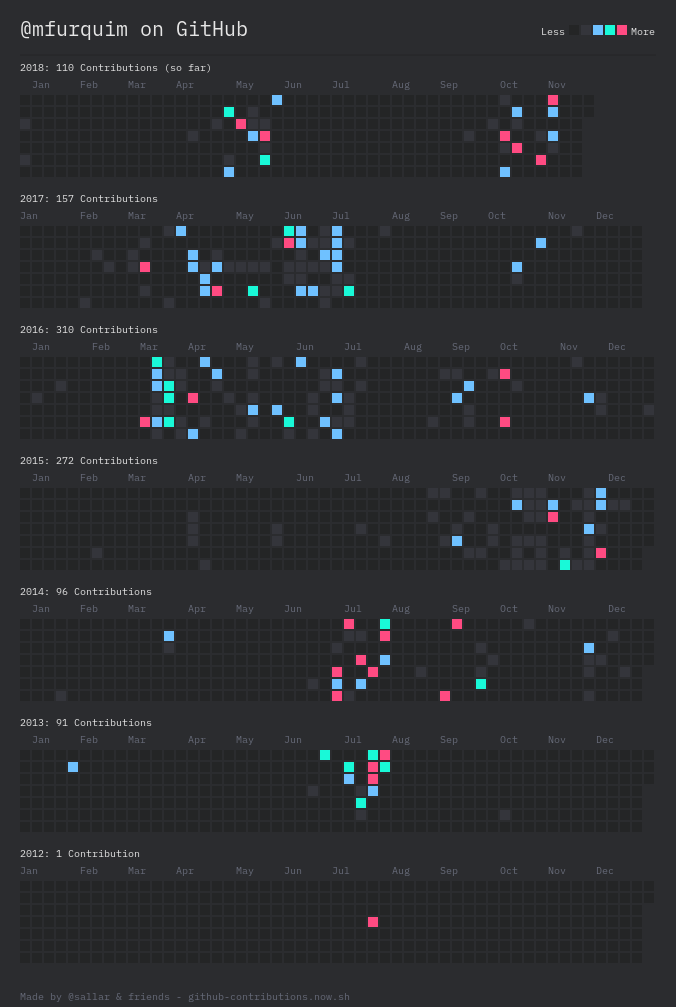 @mfurquim on GitHub
Less More
2018: 110 Contributions (so far)
Jan Feb Mar Apr May Jun Jul Aug Sep Oct Nov
2017: 157 Contributions
Jan Feb Mar Apr May Jun Jul Aug Sep Oct Nov Dec
2016: 310 Contributions
Jan Feb Mar Apr May Jun Jul Aug Sep Oct Nov Dec
2015: 272 Contributions
Jan Feb Mar Apr May Jun Jul Aug Sep Oct Nov Dec
2014: 96 Contributions
Jan Feb Mar Apr May Jun Jul Aug Sep Oct Nov Dec
2013: 91 Contributions
Jan Feb Mar Apr May Jun Jul Aug Sep Oct Nov Dec
2012: 1 Contribution
Jan Feb Mar Apr May Jun Jul Aug Sep Oct Nov Dec
Made by @sallar & friends - github-contributions.now.sh